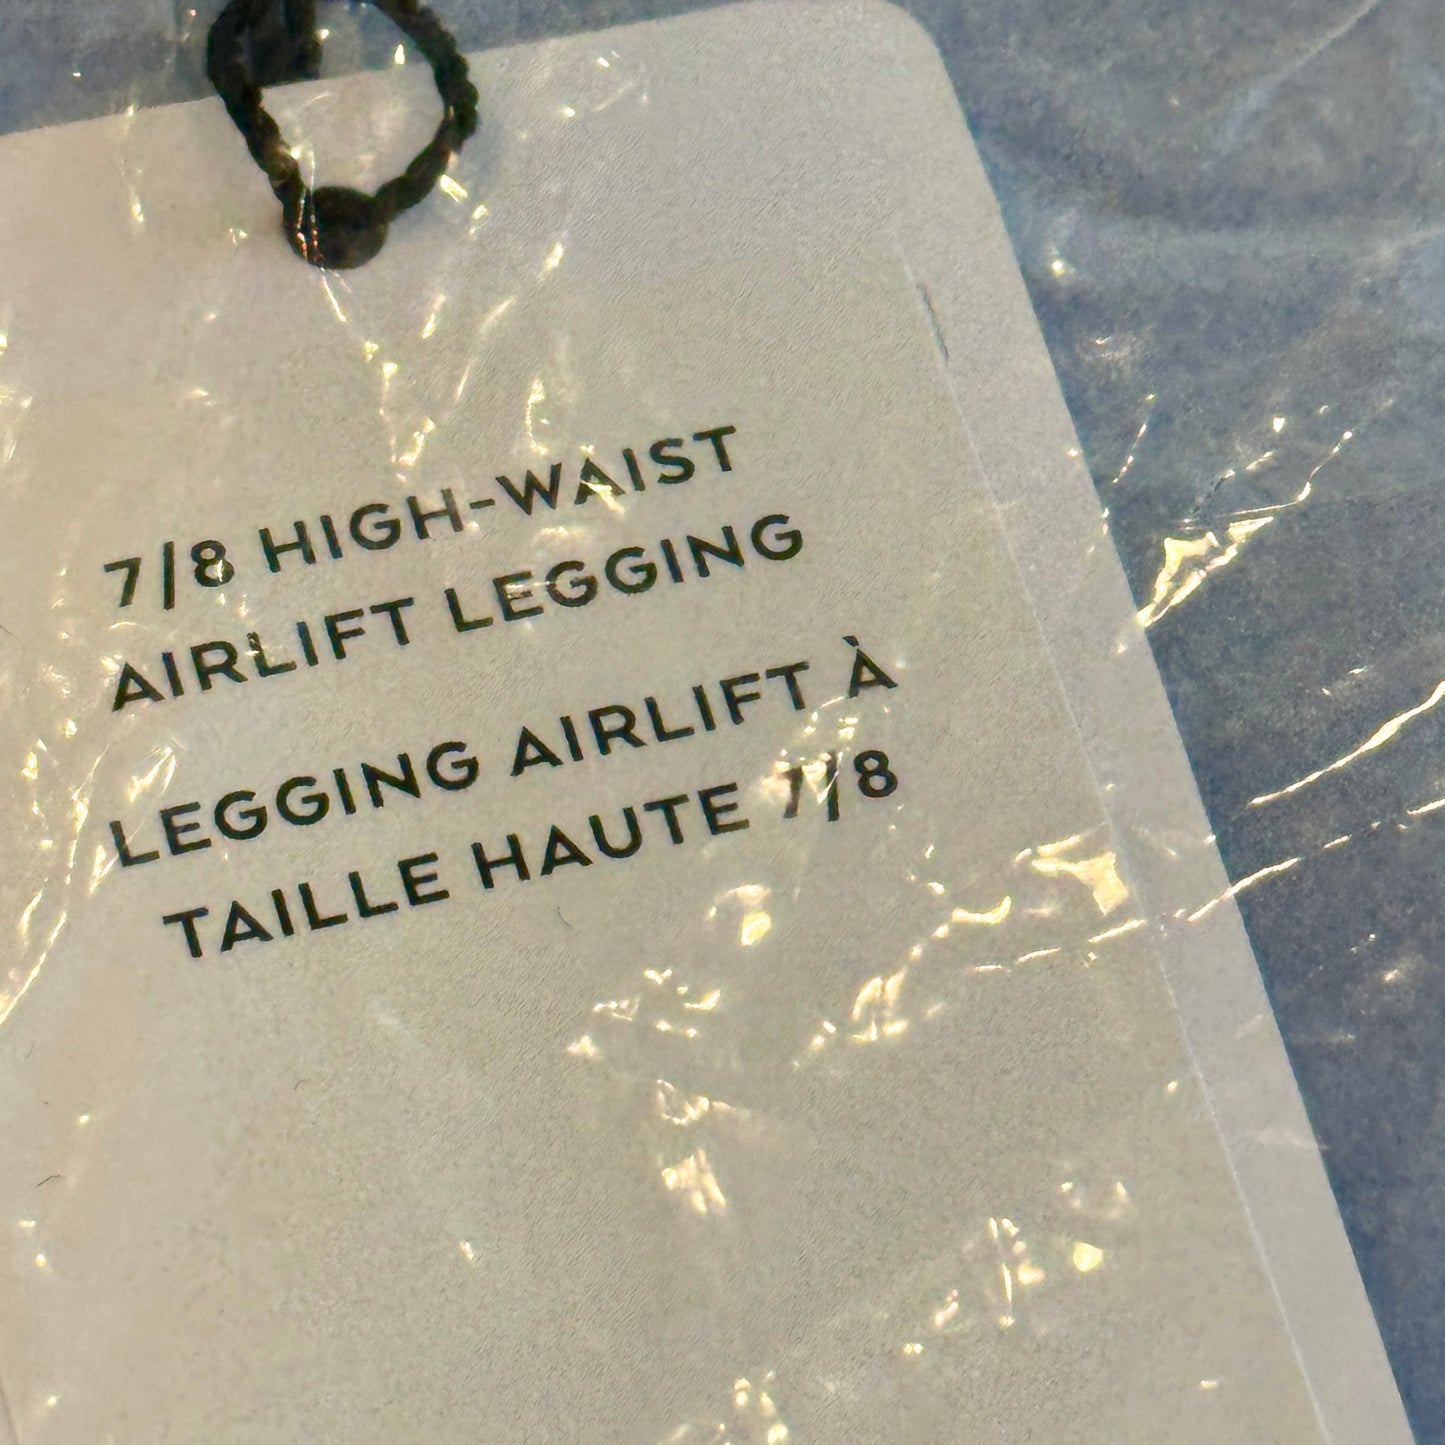 7/8 HIGH-WAIST
AIRLIFT LEGGING
LEGGING AIRLIFT À
TAILLE HAUTE 7/8